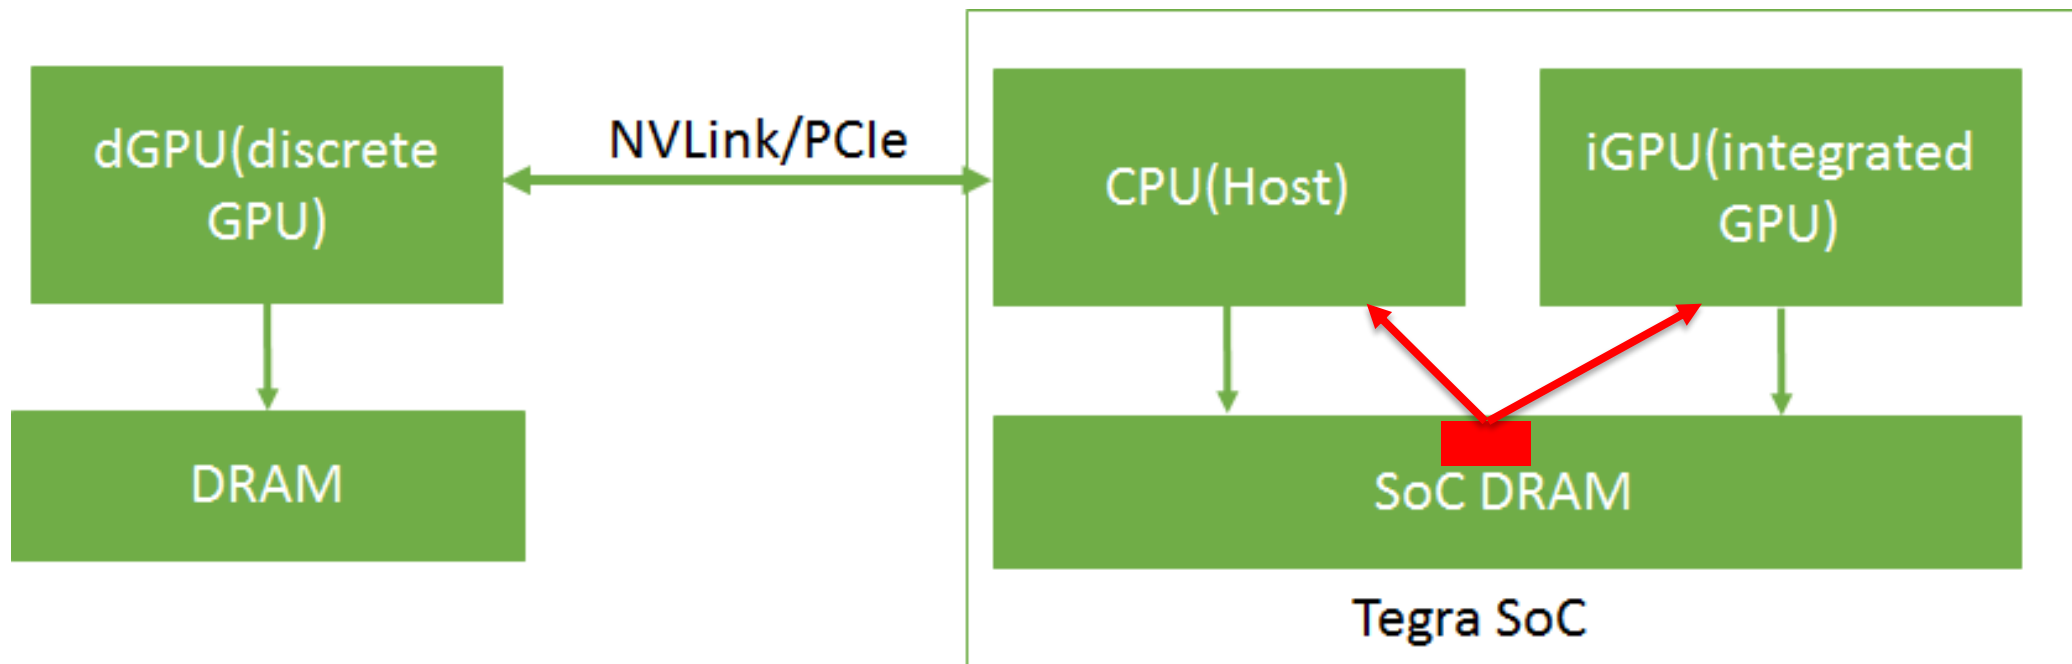 dGPU(discrete
GPU)
NVLink/PCIe
CPU(Host)
iGPU(integrated
GPU)
DRAM
SoC DRAM
Tegra SoC